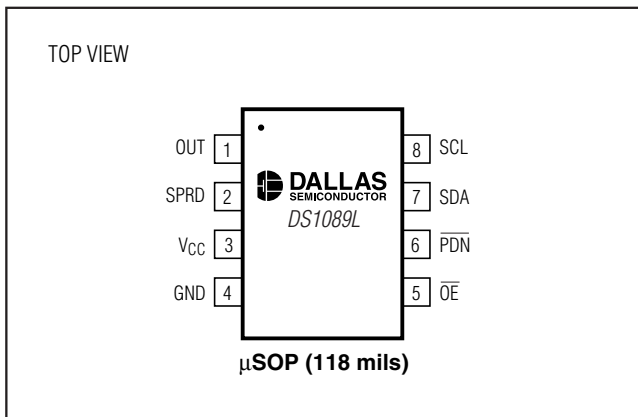 TOP VIEW
OUT 1
SPRD 2
VCC 3
GND 4
DALLAS
SEMICONDUCTOR
DS1089L
8 SCL
7 SDA
6 PDN
5 OE
μSOP (118 mils)